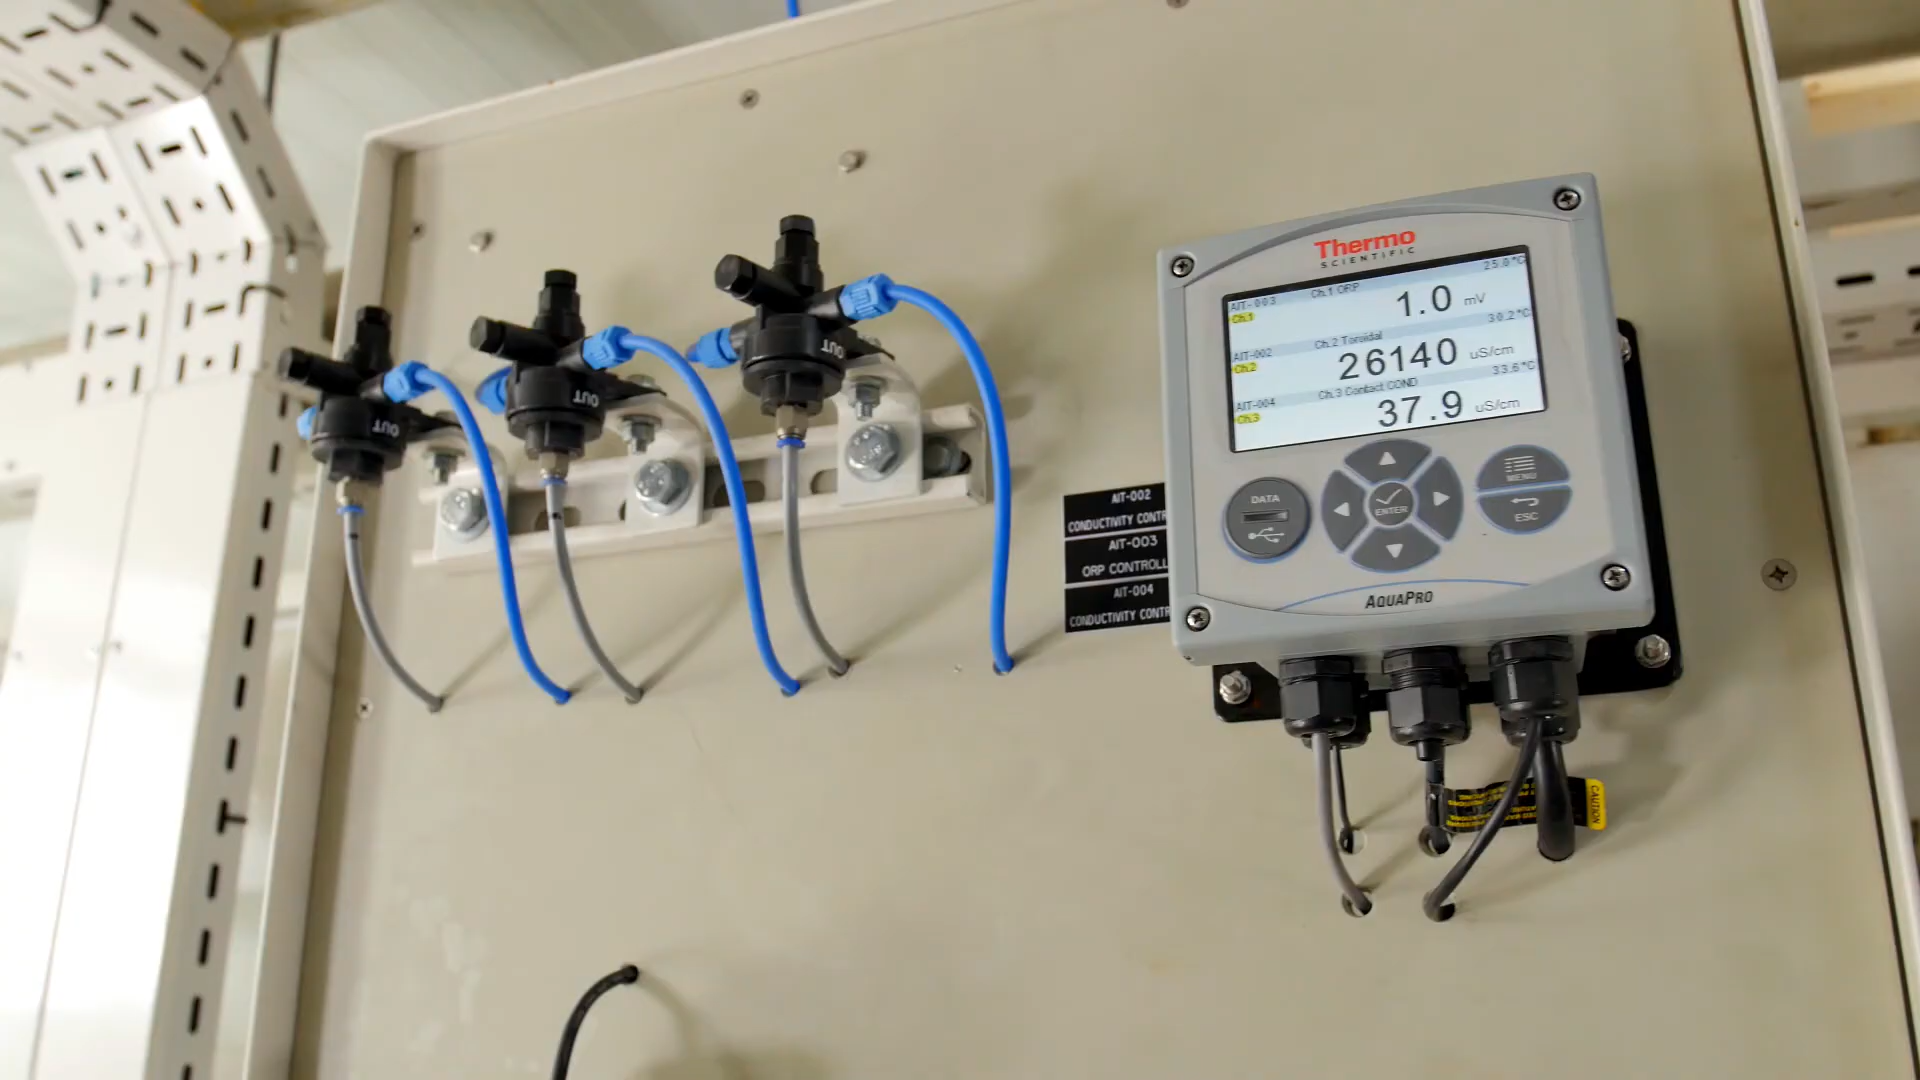 OUT
OUT
OUT
Thermo
SCIENTIFIC
25.0°C
AIT-003 Ch.1 ORP
Ch.1
1.0 mV
30.2°C
AIT-002 Ch.2 Toroidal
Ch.2
26140 uS/cm
33.6°C
AIT-004 Ch.3 Contact COND
Ch.3
37.9 uS/cm
DATA
ENTER
MENU
ESC
AQUAPRO
AIT-002
CONDUCTIVITY CONTR
AIT-003
ORP CONTROLL
AIT-004
CONDUCTIVITY CONTR
CAUTION